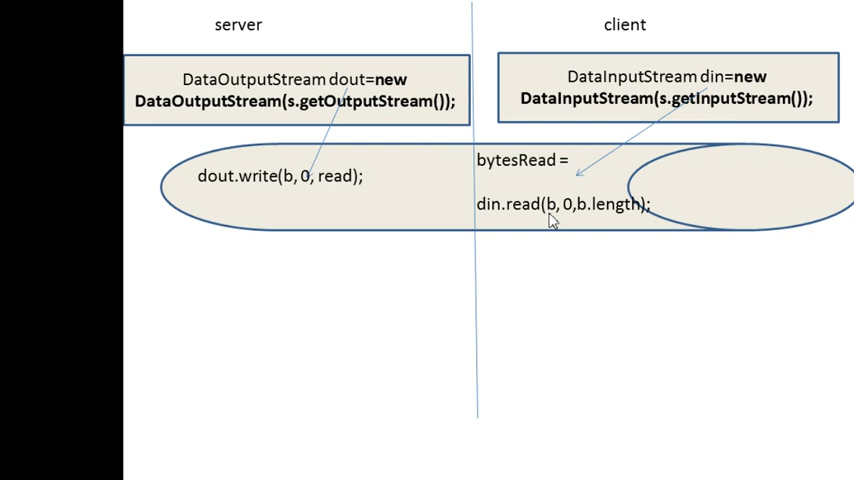 server
client
DataOutputStream dout=new
DataOutputStream(s.getOutputStream());
DataInputStream din=new
DataInputStream(s.getInputStream());
dout.write(b, 0, read);
bytesRead =
din.read(b, 0,b.length);